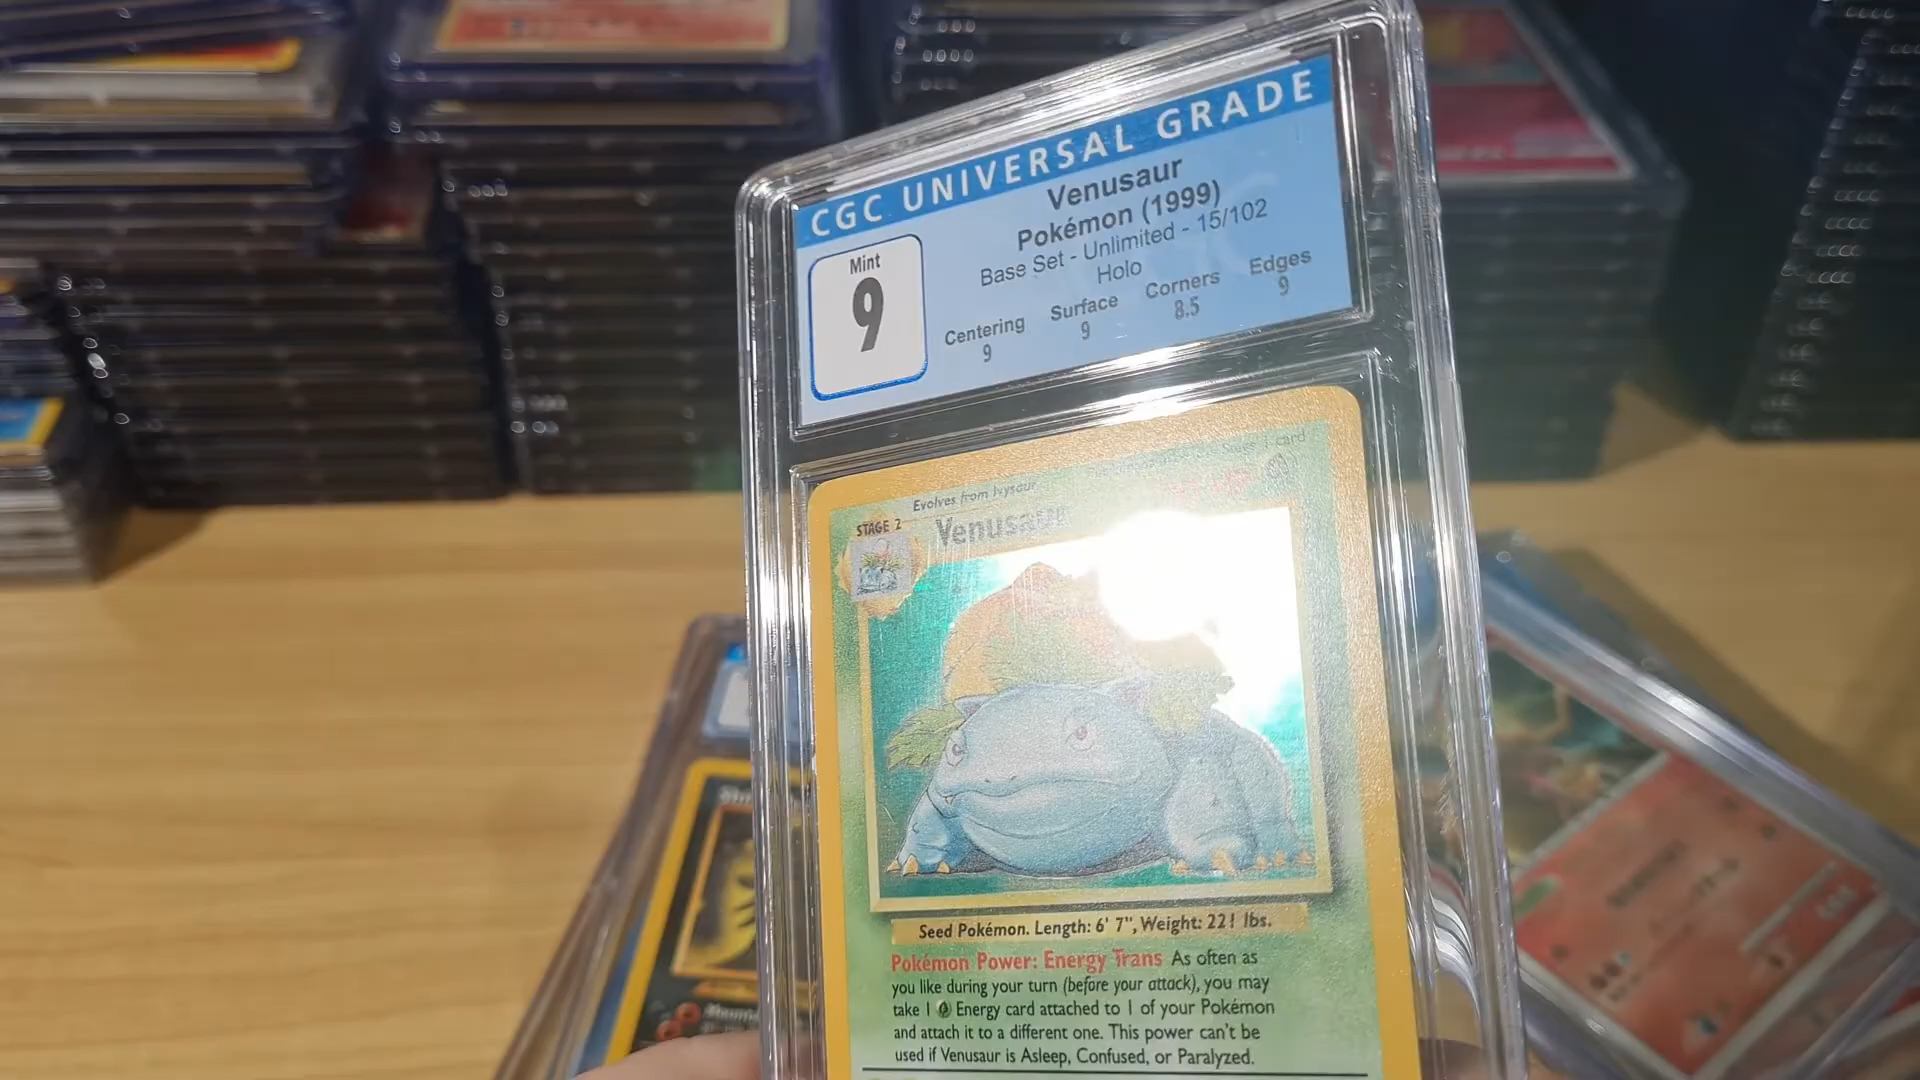 CGC UNIVERSAL GRADE
Venusaur
Pokémon (1999)
Base Set - Unlimited - 15/102
Holo
Mint
9
Centering Surface Corners Edges
9 9 8.5 9
Evolves from Ivysaur
Stage 1 card
STAGE 2
Venusaur
Seed Pokémon. Length: 6' 7", Weight: 221 lbs.
Pokémon Power: Energy Trans As often as
you like during your turn (before your attack), you may
take 1 Energy card attached to 1 of your Pokémon
and attach it to a different one. This power can't be
used if Venusaur is Asleep, Confused, or Paralyzed.